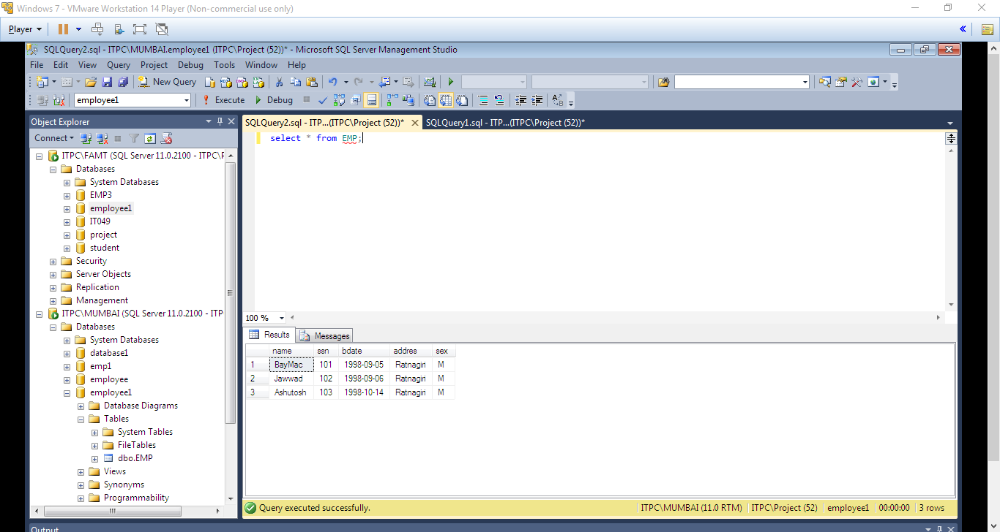 Windows 7 - VMware Workstation 14 Player (Non-commercial use only)
Player
SQLQuery2.sql - ITPC\MUMBAI.employee1 (ITPC\Project (52))* - Microsoft SQL Server Management Studio
File Edit View Query Project Debug Tools Window Help
New Query
employee1 Execute Debug
Object Explorer
Connect
ITPC\FAMT (SQL Server 11.0.2100 - ITPC\F
Databases
System Databases
EMP3
employee1
IT049
project
student
Security
Server Objects
Replication
Management
ITPC\MUMBAI (SQL Server 11.0.2100 - ITP
Databases
System Databases
database1
emp1
employee
employee1
Database Diagrams
Tables
System Tables
FileTables
dbo.EMP
Views
Synonyms
Programmability
SQLQuery2.sql - ITP...(ITPC\Project (52))* SQLQuery1.sql - ITP...(ITPC\Project (52))*
select * from EMP;
100 %
Results Messages
name ssn bdate addres sex
1 BayMac 101 1998-09-05 Ratnagiri M
2 Jawwad 102 1998-09-06 Ratnagiri M
3 Ashutosh 103 1998-10-14 Ratnagiri M
Query executed successfully. ITPC\MUMBAI (11.0 RTM) ITPC\Project (52) employee1 00:00:00 3 rows
Output